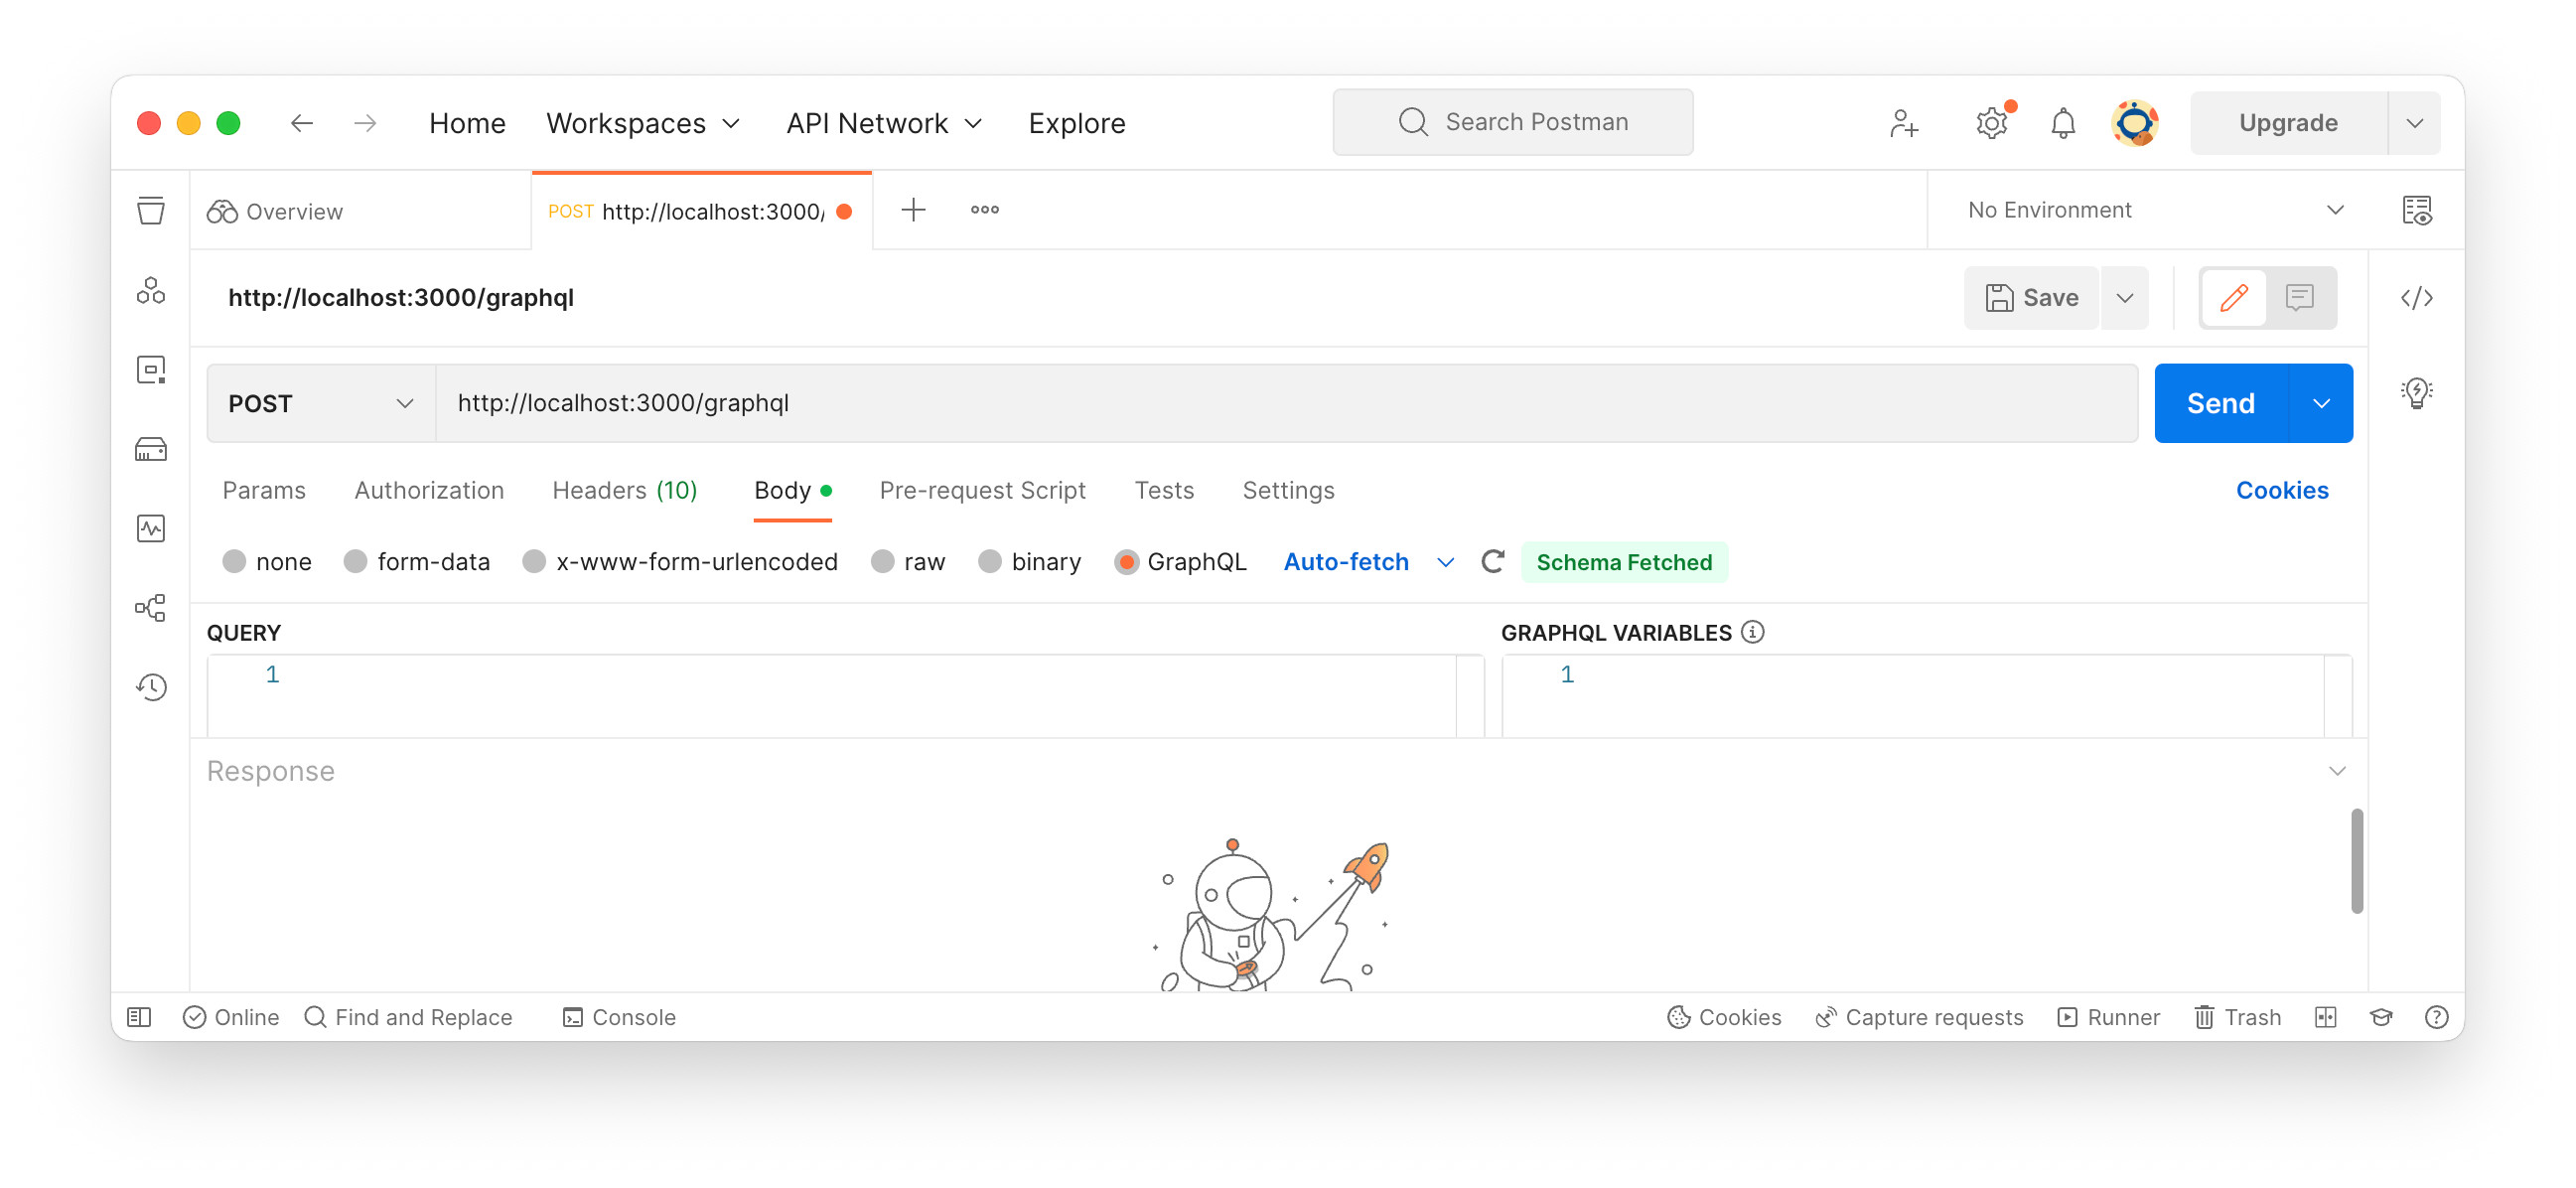 Home Workspaces API Network Explore Search Postman Upgrade
Overview POST http://localhost:3000/ No Environment
http://localhost:3000/graphql Save
POST http://localhost:3000/graphql Send
Params Authorization Headers (10) Body Pre-request Script Tests Settings Cookies
none form-data x-www-form-urlencoded raw binary GraphQL Auto-fetch Schema Fetched
QUERY GRAPHQL VARIABLES
1 1
Response
Online Find and Replace Console Cookies Capture requests Runner Trash